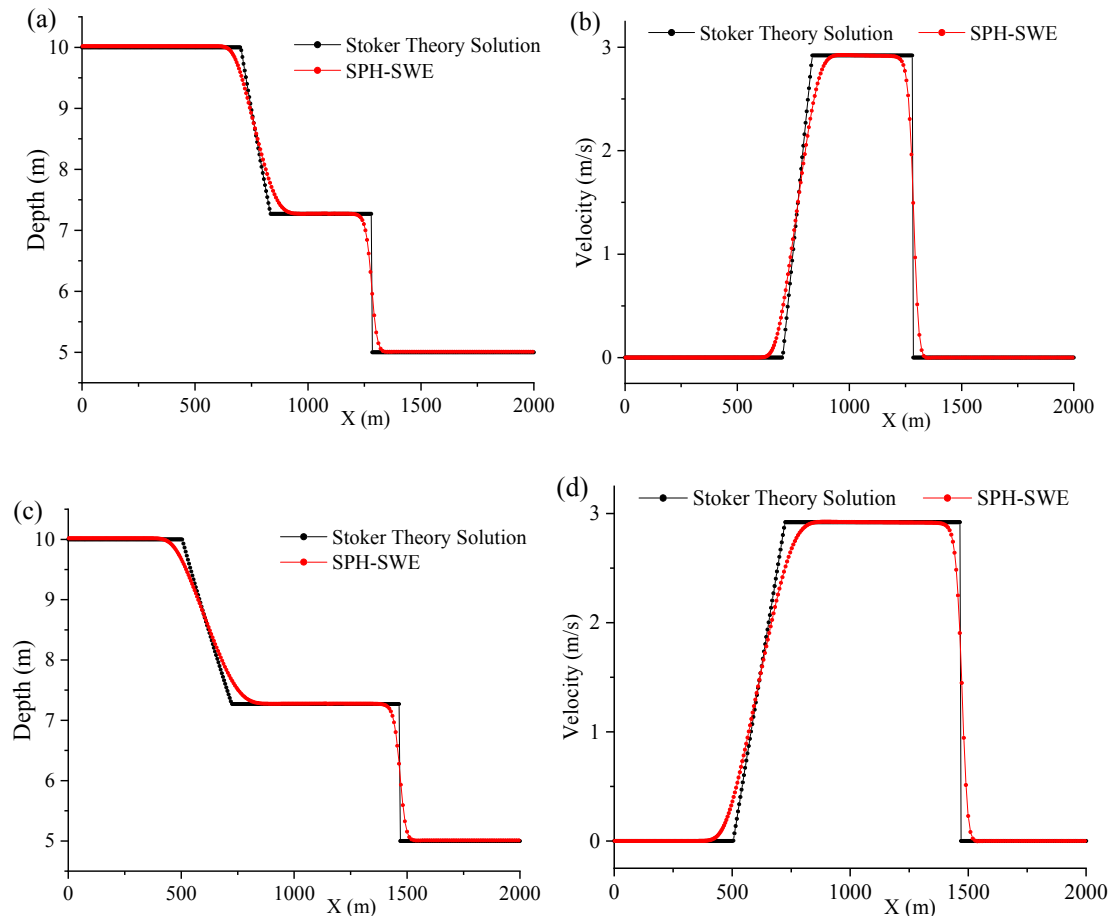 (a)
Stoker Theory Solution
SPH-SWE
Depth (m)
10
9
8
7
6
5
0
500
1000
1500
2000
X (m)
(b)
Stoker Theory Solution
SPH-SWE
Velocity (m/s)
3
2
1
0
0
500
1000
1500
2000
X (m)
(c)
Stoker Theory Solution
SPH-SWE
Depth (m)
10
9
8
7
6
5
0
500
1000
1500
2000
X (m)
(d)
Stoker Theory Solution
SPH-SWE
Velocity (m/s)
3
2
1
0
0
500
1000
1500
2000
X (m)